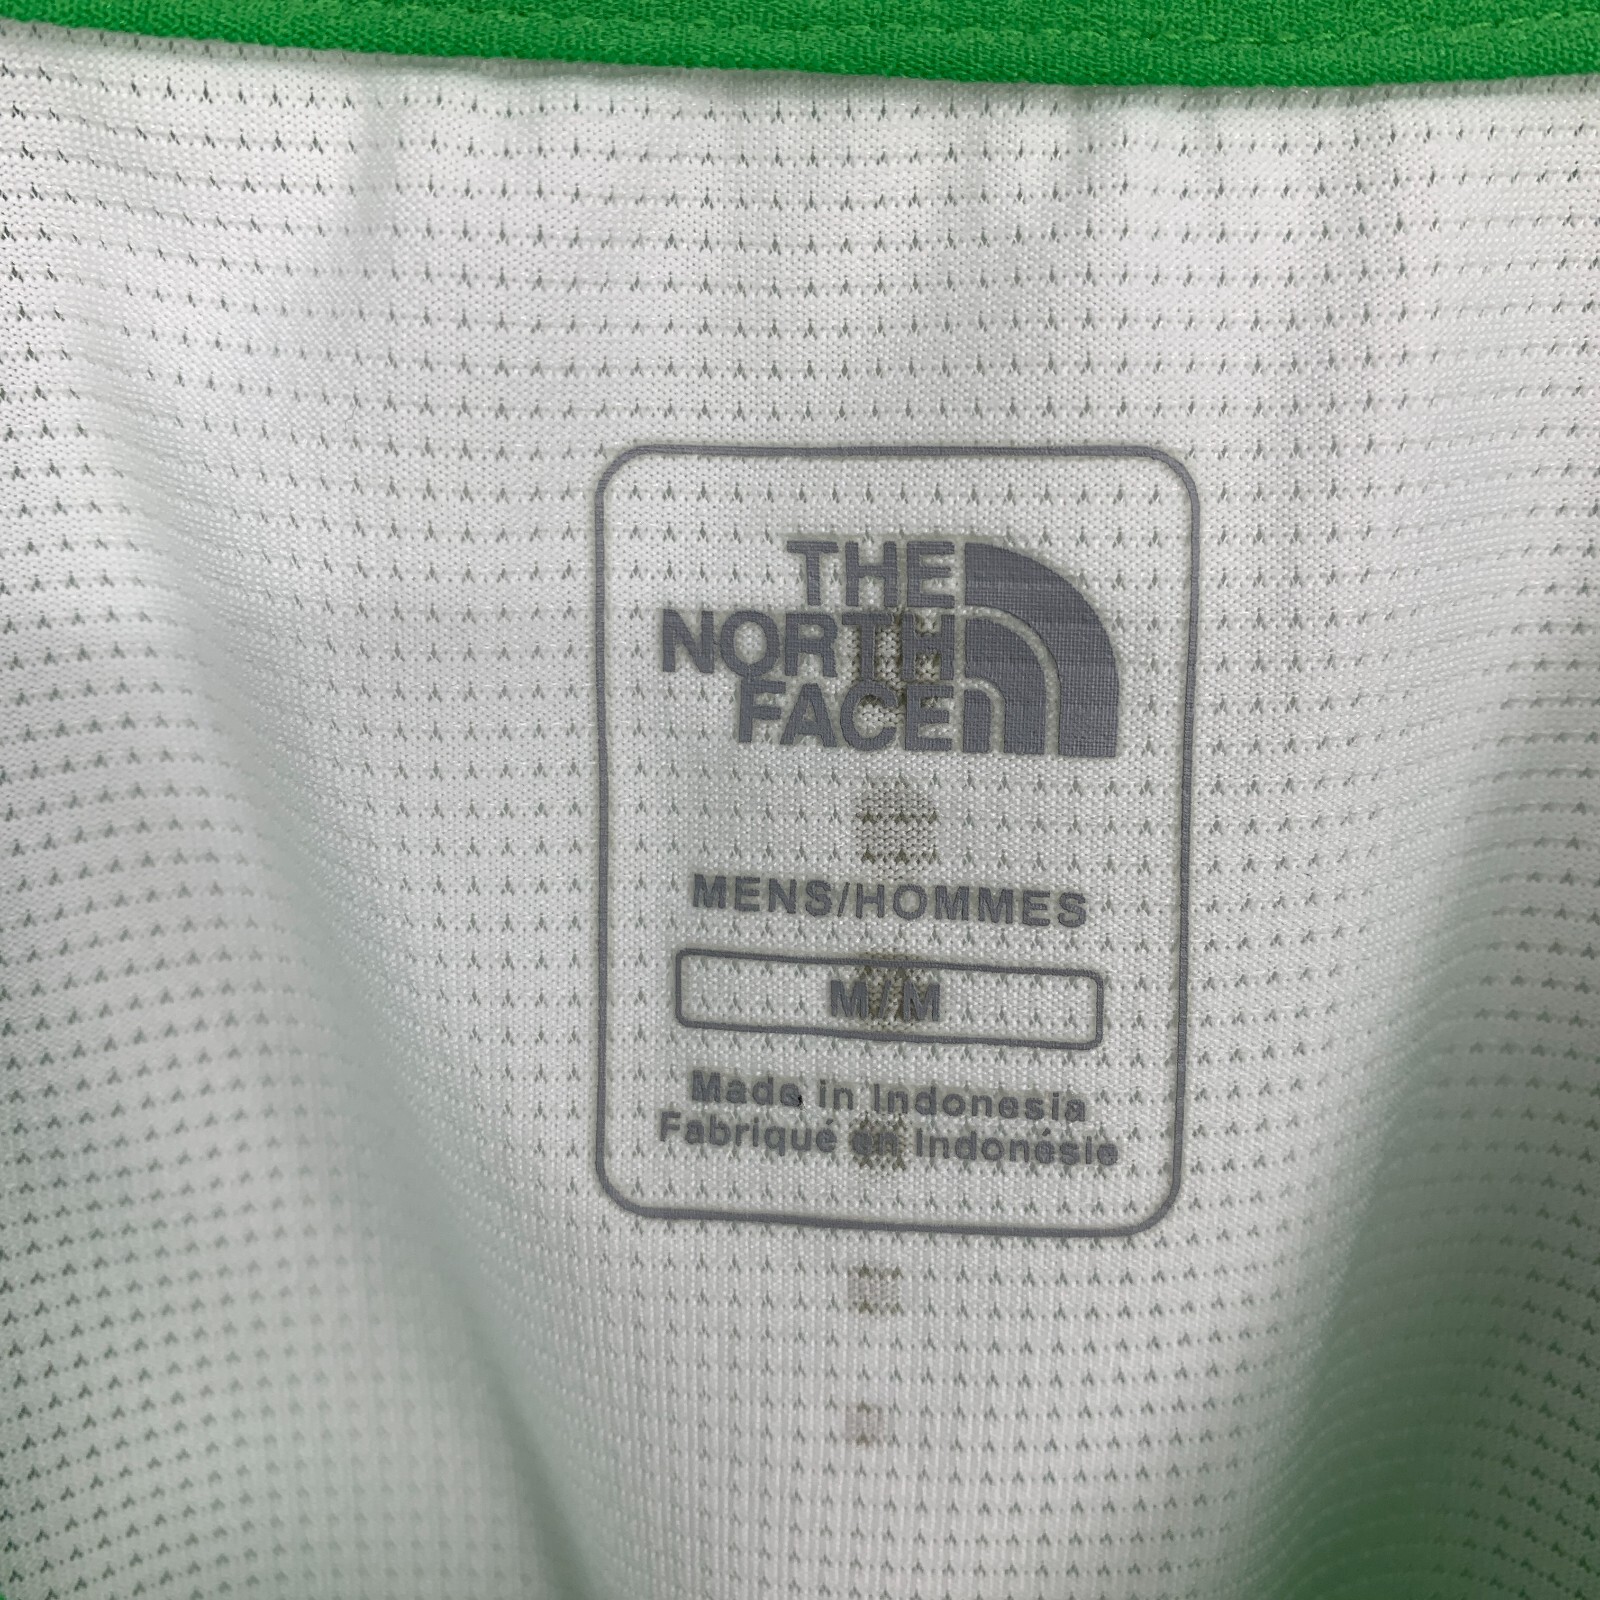 THE
NORTH
FACE
MENS/HOMMES
M/M
Made in Indonesia
Fabriqué en Indonésie